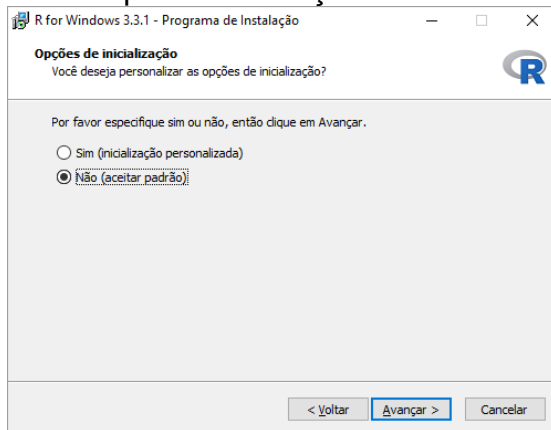 R for Windows 3.3.1 - Programa de Instalação
Opções de inicialização
Você deseja personalizar as opções de inicialização?
R
Por favor especifique sim ou não, então clique em Avançar.
Sim (inicialização personalizada)
Não (aceitar padrão)
< Voltar
Avançar >
Cancelar